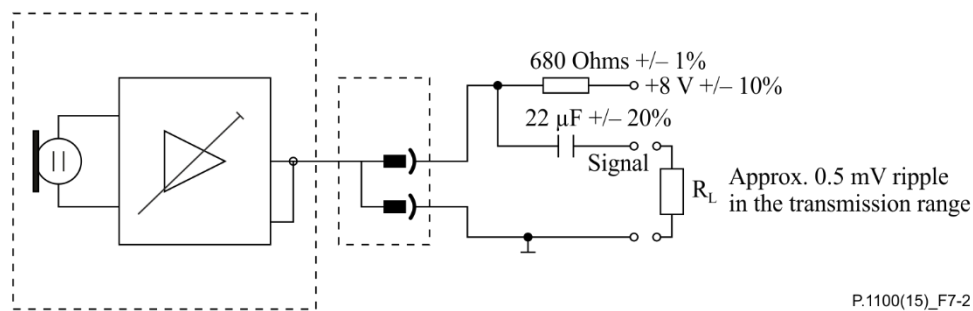 680 Ohms +/– 1%
+8 V +/– 10%
22 µF +/– 20%
Signal
R_L
Approx. 0.5 mV ripple
in the transmission range
P.1100(15)_F7-2